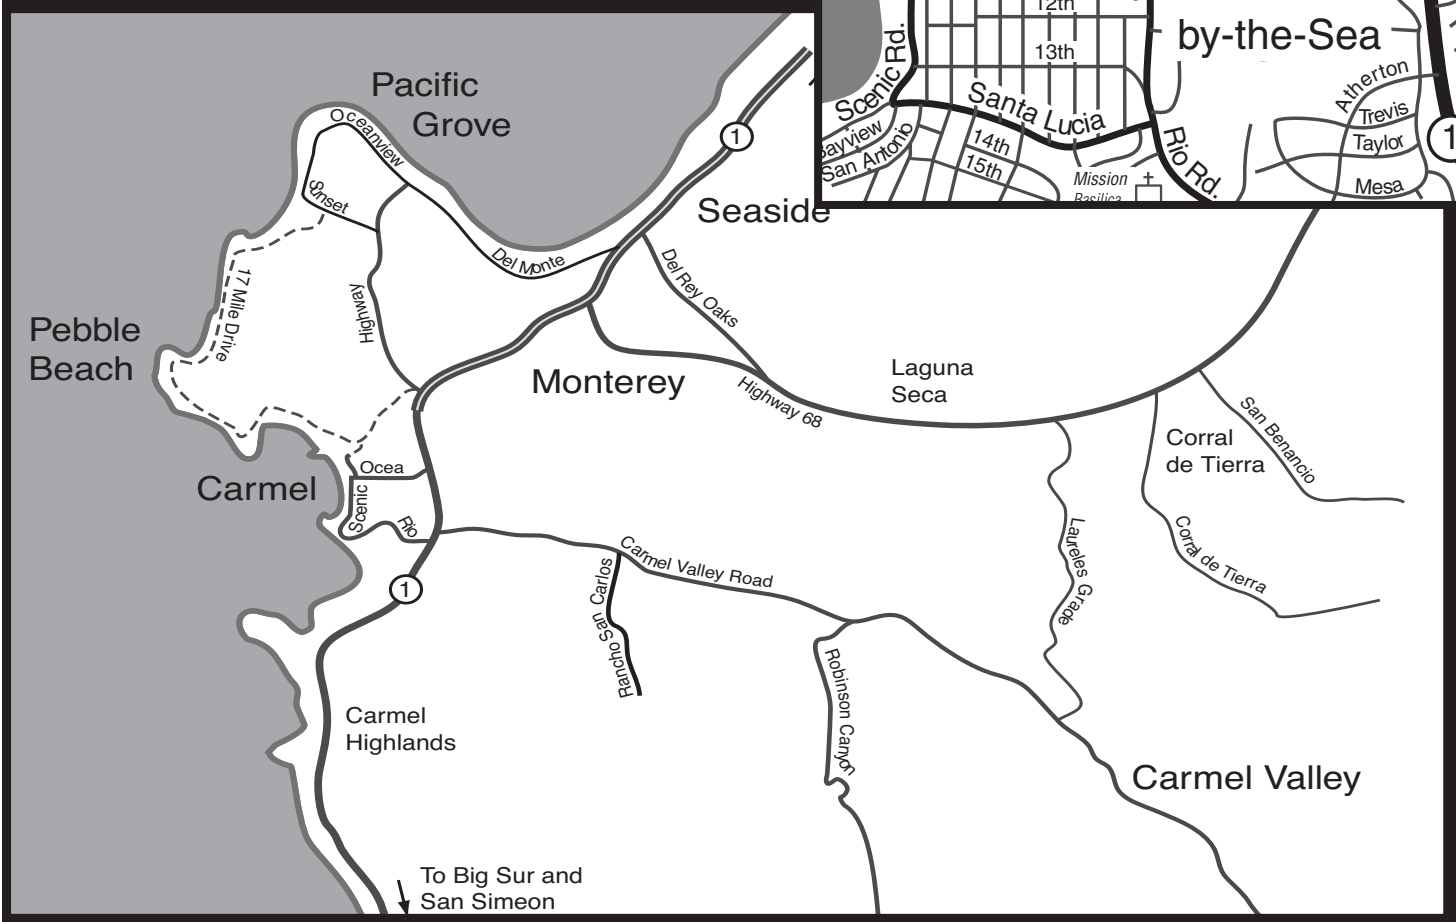 12th
by-the-Sea
13th
Scenic Rd.
Santa Lucia
Atherton
Trevis
Taylor
Mesa
1
Bayview
San Antonio
14th
15th
Rio Rd.
Mission
Basilica
Pacific
Grove
Oceanview
Sunset
1
Seaside
Del Monte
Del Rey Oaks
17 Mile Drive
Highway
Pebble
Beach
Monterey
Highway 68
Laguna
Seca
San Benancio
Corral
de Tierra
Corral de Tierra
Ocea
Carmel
Scenic
Rio
Laureles Grade
Carmel Valley Road
1
Rancho San Carlos
Robinson Canyon
Carmel
Highlands
Carmel Valley
To Big Sur and
San Simeon